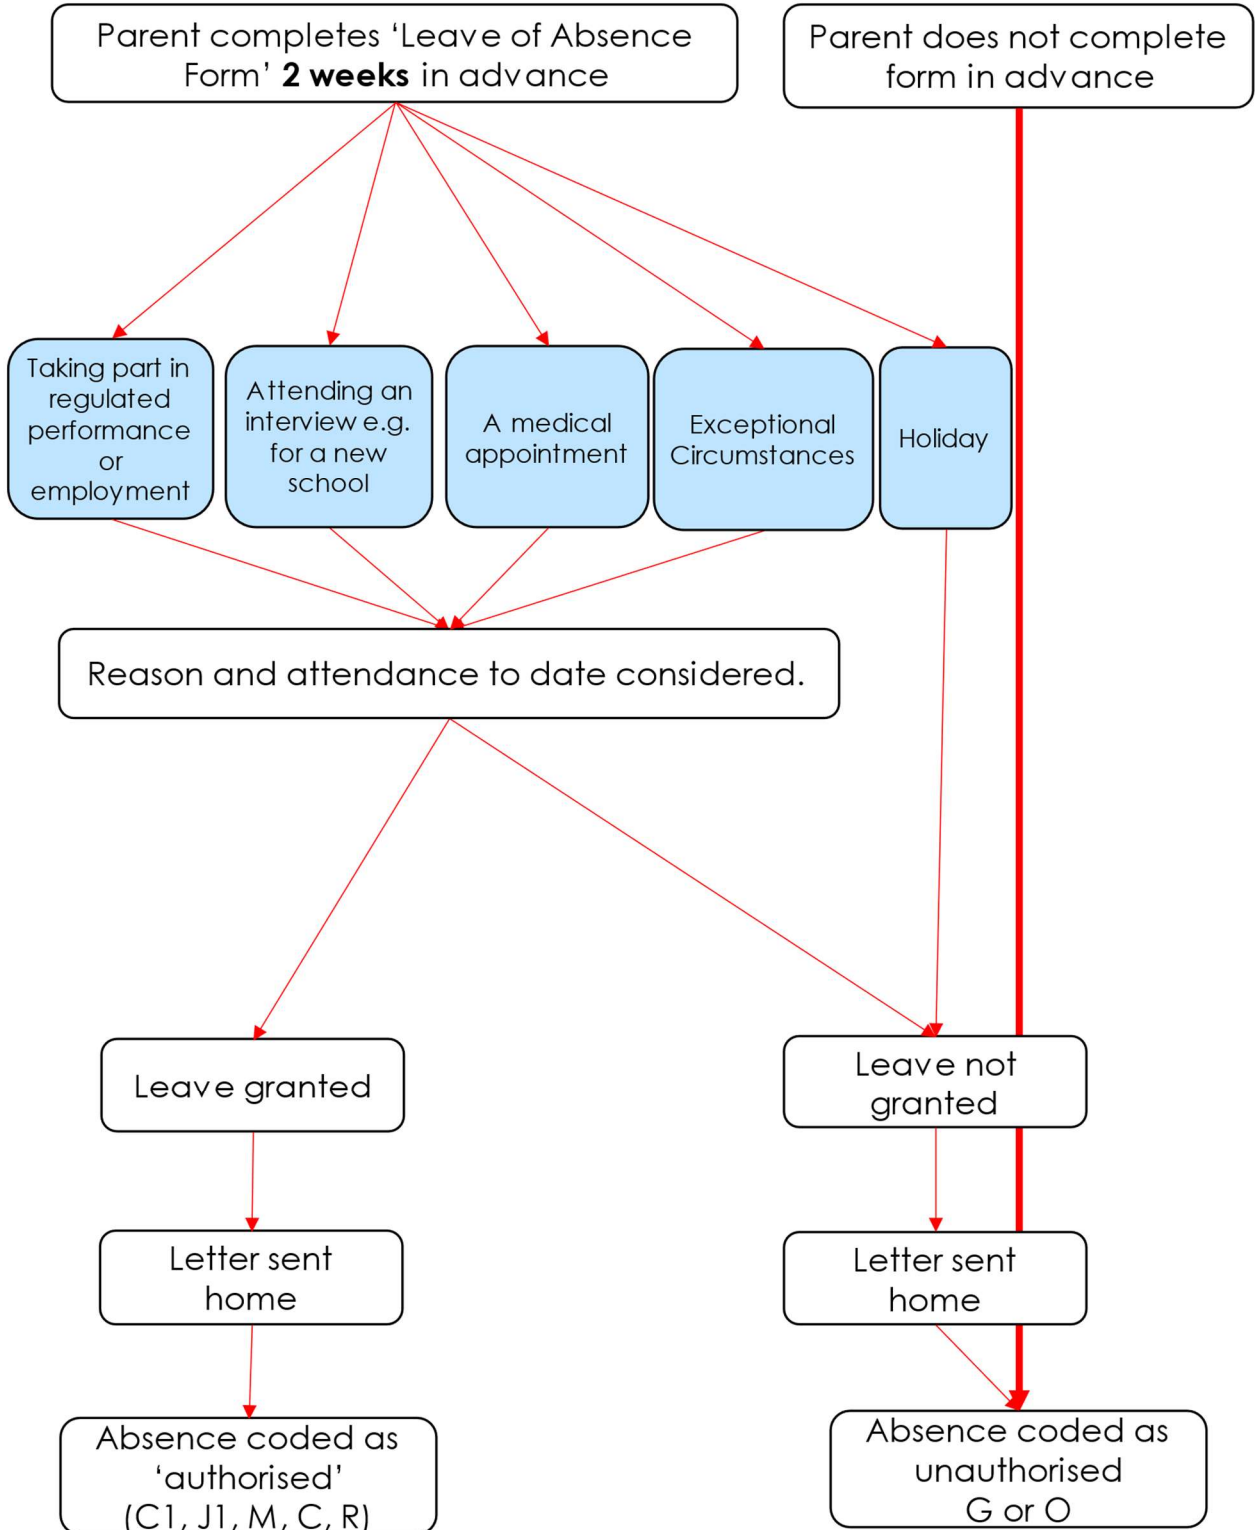 Parent completes ‘Leave of Absence
Form’ 2 weeks in advance
Parent does not complete
form in advance
Taking part in
regulated
performance
or
employment
Attending an
interview e.g.
for a new
school
A medical
appointment
Exceptional
Circumstances
Holiday
Reason and attendance to date considered.
Leave granted
Leave not
granted
Letter sent
home
Letter sent
home
Absence coded as
‘authorised’
(C1, J1, M, C, R)
Absence coded as
unauthorised
G or O